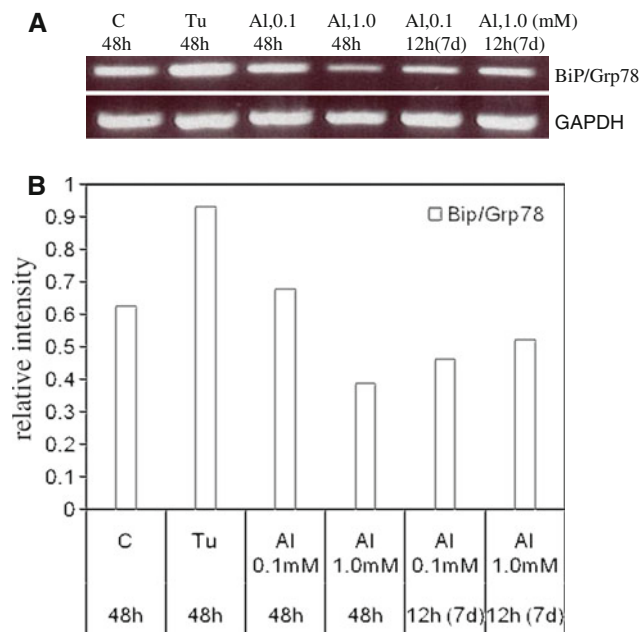 A
C Tu Al,0.1 Al,1.0 Al,0.1 Al,1.0 (mM)
48h 48h 48h 48h 12h(7d) 12h(7d)
BiP/Grp78
GAPDH
B
1
Bip/Grp78
0.9
0.8
0.7
0.6
0.5
0.4
0.3
0.2
0.1
0
relative intensity
C Tu Al Al Al Al
0.1mM 1.0mM 0.1mM 1.0mM
48h 48h 48h 48h 12h (7d) 12h (7d)